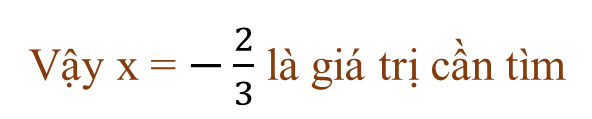 Vậy x = − 2/3 là giá trị cần tìm